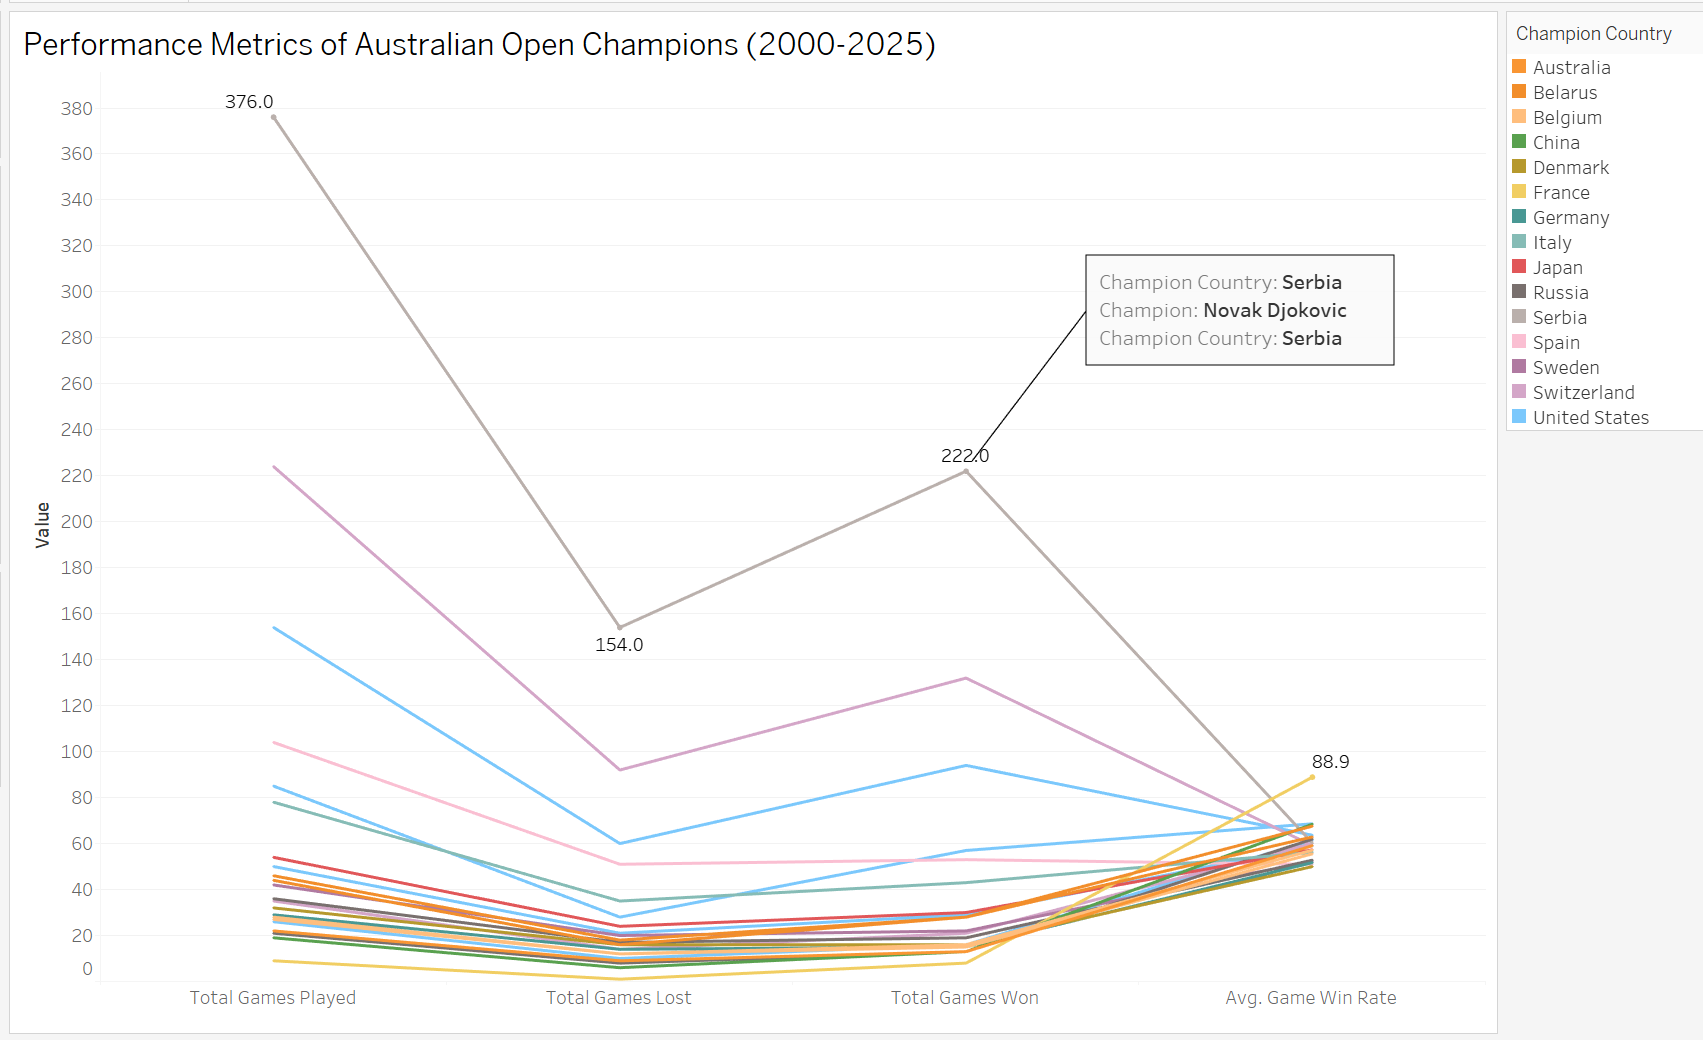 Performance Metrics of Australian Open Champions (2000-2025)
Champion Country
Australia
Belarus
Belgium
China
Denmark
France
Germany
Italy
Japan
Russia
Serbia
Spain
Sweden
Switzerland
United States
Value
380
360
340
320
300
280
260
240
220
200
180
160
140
120
100
80
60
40
20
0
376.0
154.0
222.0
88.9
Champion Country: Serbia
Champion: Novak Djokovic
Champion Country: Serbia
Total Games Played
Total Games Lost
Total Games Won
Avg. Game Win Rate